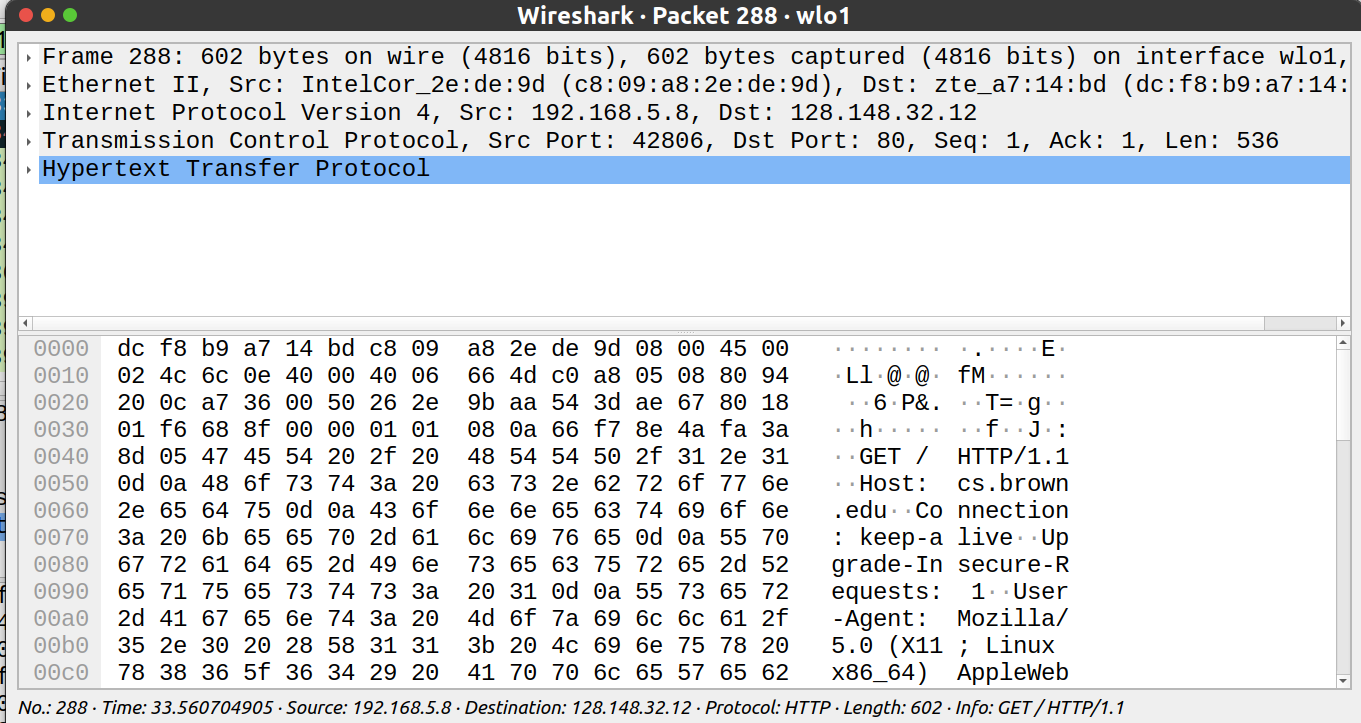 Wireshark · Packet 288 · wlo1
Frame 288: 602 bytes on wire (4816 bits), 602 bytes captured (4816 bits) on interface wlo1,
Ethernet II, Src: IntelCor_2e:de:9d (c8:09:a8:2e:de:9d), Dst: zte_a7:14:bd (dc:f8:b9:a7:14:
Internet Protocol Version 4, Src: 192.168.5.8, Dst: 128.148.32.12
Transmission Control Protocol, Src Port: 42806, Dst Port: 80, Seq: 1, Ack: 1, Len: 536
Hypertext Transfer Protocol
0000 dc f8 b9 a7 14 bd c8 09 a8 2e de 9d 08 00 45 00 ········ ·.····E·
0010 02 4c 6c 0e 40 00 40 06 66 4d c0 a8 05 08 80 94 ·Ll·@·@· fM······
0020 20 0c a7 36 00 50 26 2e 9b aa 54 3d ae 67 80 18 ··6·P&. ··T=·g··
0030 01 f6 68 8f 00 00 01 01 08 0a 66 f7 8e 4a fa 3a ··h····· ··f··J·:
0040 8d 05 47 45 54 20 2f 20 48 54 54 50 2f 31 2e 31 ··GET / HTTP/1.1
0050 0d 0a 48 6f 73 74 3a 20 63 73 2e 62 72 6f 77 6e ··Host: cs.brown
0060 2e 65 64 75 0d 0a 43 6f 6e 6e 65 63 74 69 6f 6e .edu··Co nnection
0070 3a 20 6b 65 65 70 2d 61 6c 69 76 65 0d 0a 55 70 : keep-a live··Up
0080 67 72 61 64 65 2d 49 6e 73 65 63 75 72 65 2d 52 grade-In secure-R
0090 65 71 75 65 73 74 73 3a 20 31 0d 0a 55 73 65 72 equests: 1··User
00a0 2d 41 67 65 6e 74 3a 20 4d 6f 7a 69 6c 6c 61 2f -Agent: Mozilla/
00b0 35 2e 30 20 28 58 31 31 3b 20 4c 69 6e 75 78 20 5.0 (X11 ; Linux
00c0 78 38 36 5f 36 34 29 20 41 70 70 6c 65 57 65 62 x86_64) AppleWeb
No.: 288 · Time: 33.560704905 · Source: 192.168.5.8 · Destination: 128.148.32.12 · Protocol: HTTP · Length: 602 · Info: GET / HTTP/1.1